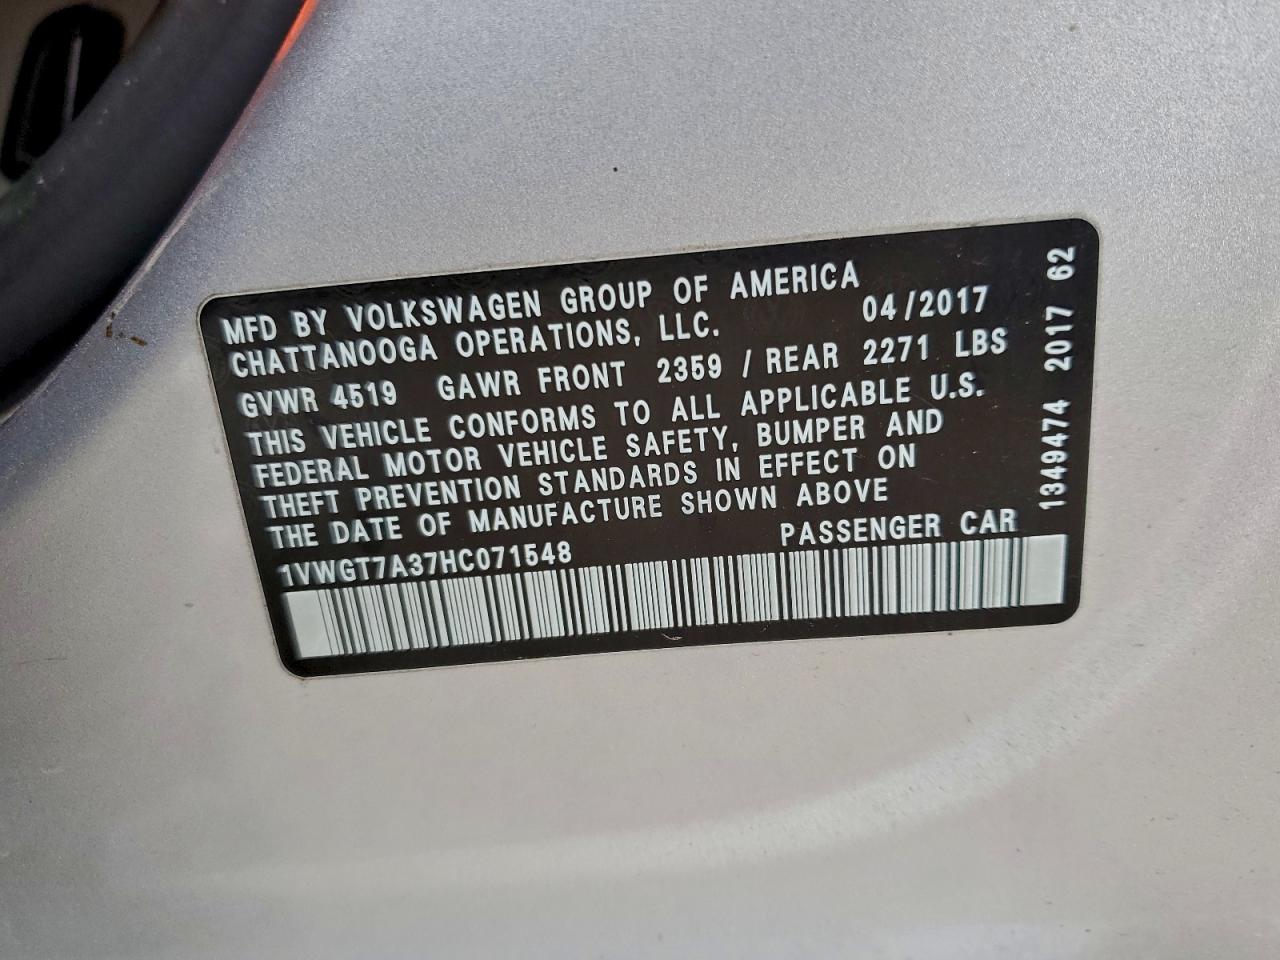 MFD BY VOLKSWAGEN GROUP OF AMERICA
CHATTANOOGA OPERATIONS, LLC. 04/2017
GVWR 4519 GAWR FRONT 2359 / REAR 2271 LBS
THIS VEHICLE CONFORMS TO ALL APPLICABLE U.S.
FEDERAL MOTOR VEHICLE SAFETY, BUMPER AND
THEFT PREVENTION STANDARDS IN EFFECT ON
THE DATE OF MANUFACTURE SHOWN ABOVE
1VWGT7A37HC071548 PASSENGER CAR
1349474 2017 62